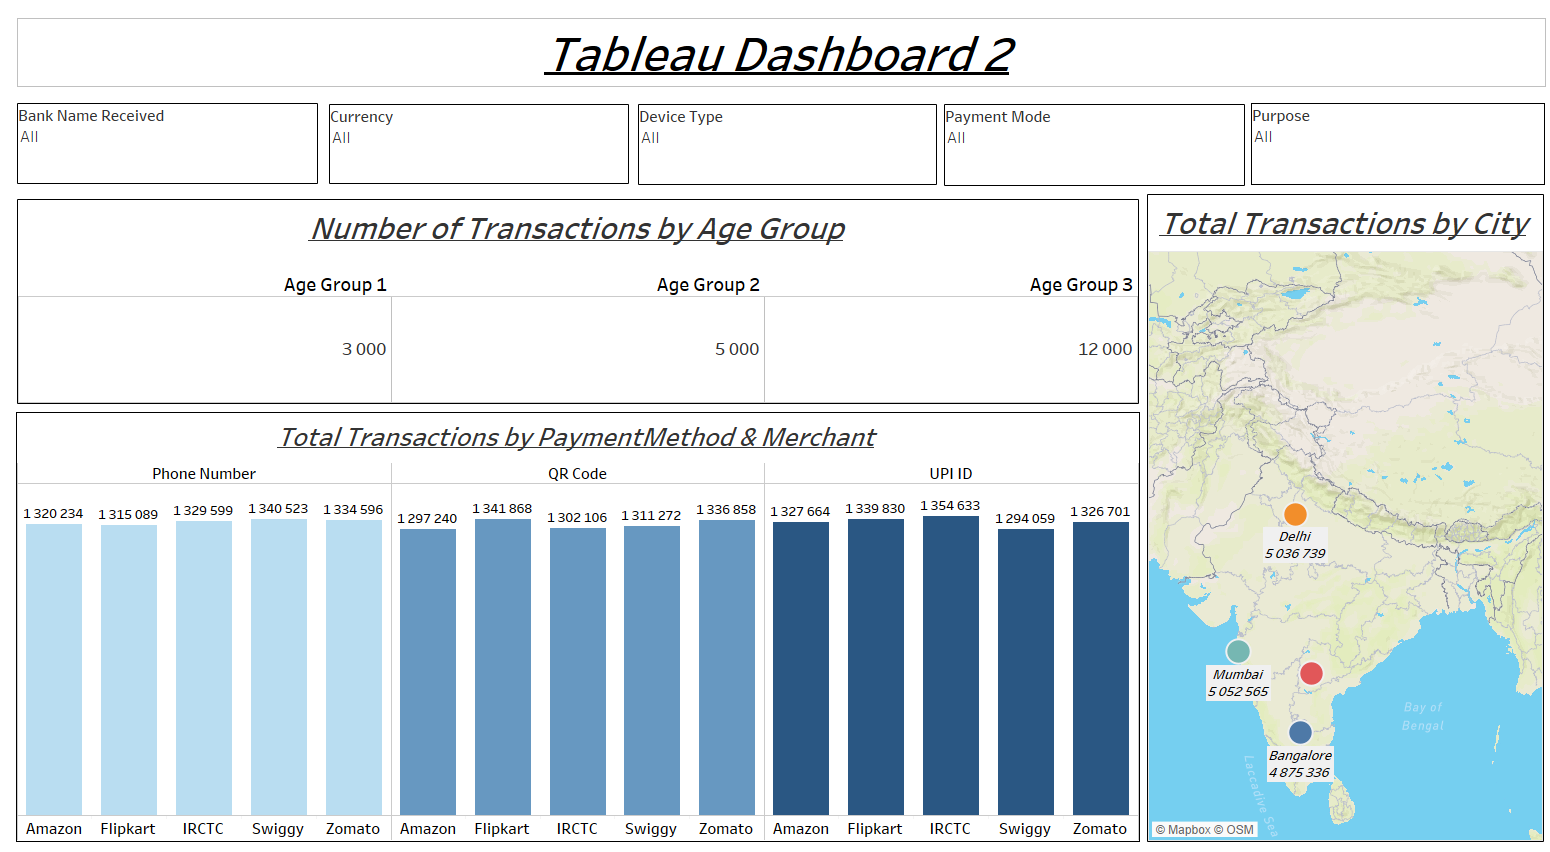 Tableau Dashboard 2
Bank Name Received
All
Currency
All
Device Type
All
Payment Mode
All
Purpose
All
Number of Transactions by Age Group
Age Group 1 Age Group 2 Age Group 3
3 000 5 000 12 000
Total Transactions by PaymentMethod & Merchant
Phone Number QR Code UPI ID
1 320 234 1 315 089 1 329 599 1 340 523 1 334 596 1 297 240 1 341 868 1 302 106 1 311 272 1 336 858 1 327 664 1 339 830 1 354 633 1 294 059 1 326 701
Amazon Flipkart IRCTC Swiggy Zomato Amazon Flipkart IRCTC Swiggy Zomato Amazon Flipkart IRCTC Swiggy Zomato
Total Transactions by City
Delhi
5 036 739
Mumbai
5 052 565
Bay of
Bengal
Bangalore
4 875 336
Laccadive Sea
© Mapbox © OSM